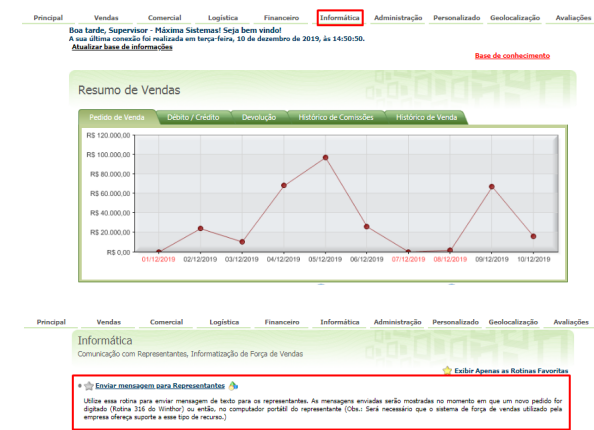 Principal Vendas Comercial Logística Financeiro Informática Administração Personalizado Geolocalização Avaliações
Boa tarde, Supervisor - Máxima Sistemas! Seja bem vindo!
A sua última conexão foi realizada em terça-feira, 10 de dezembro de 2019, às 14:50:50.
Atualizar base de informações
Base de conhecimento
Resumo de Vendas
Pedido de Venda Débito / Crédito Devolução Histórico de Comissões Histórico de Venda
R$ 120.000,00
R$ 100.000,00
R$ 80.000,00
R$ 60.000,00
R$ 40.000,00
R$ 20.000,00
R$ 0,00
01/12/2019 02/12/2019 03/12/2019 04/12/2019 05/12/2019 06/12/2019 07/12/2019 08/12/2019 09/12/2019 10/12/2019
Principal Vendas Comercial Logística Financeiro Informática Administração Personalizado Geolocalização Avaliações
Informática
Comunicação com Representantes, Informatização de Força de Vendas
Exibir Apenas as Rotinas Favoritas
Enviar mensagem para Representantes
Utilize essa rotina para enviar mensagem de texto para os representantes. As mensagens enviadas serão mostradas no momento em que um novo pedido for
digitado (Rotina 316 do Winthor) ou então, no computador portátil do representante (Obs.: Será necessário que o sistema de força de vendas utilizado pela
empresa ofereça suporte a esse tipo de recurso.)